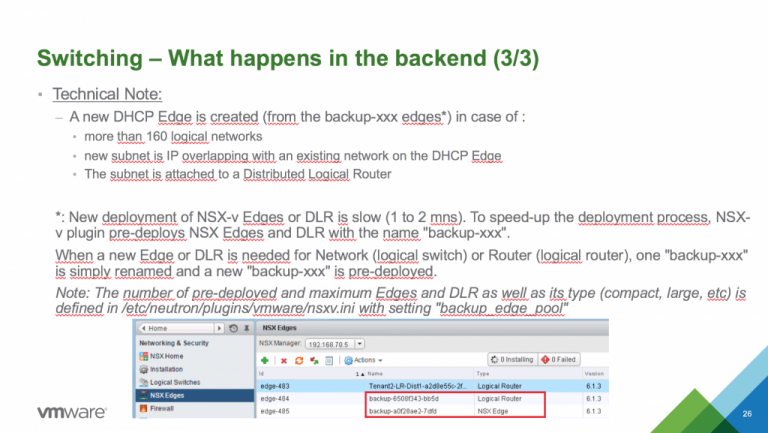 Switching – What happens in the backend (3/3)
• Technical Note:
– A new DHCP Edge is created (from the backup-xxx edges*) in case of :
• more than 160 logical networks
• new subnet is IP overlapping with an existing network on the DHCP Edge
• The subnet is attached to a Distributed Logical Router
*: New deployment of NSX-v Edges or DLR is slow (1 to 2 mns). To speed-up the deployment process, NSX-
v plugin pre-deploys NSX Edges and DLR with the name "backup-xxx".
When a new Edge or DLR is needed for Network (logical switch) or Router (logical router), one "backup-xxx"
is simply renamed and a new "backup-xxx" is pre-deployed.
Note: The number of pre-deployed and maximum Edges and DLR as well as its type (compact, large, etc) is
defined in /etc/neutron/plugins/vmware/nsxv.ini with setting "backup_edge_pool"
Home
NSX Edges
Networking & Security
NSX Manager: 192.168.70.5
NSX Home
Installation
Actions
0 Installing
0 Failed
Logical Switches
Id
1 Name
Type
Version
NSX Edges
edge-483
Tenant2-LR-Dist1-a2d8e55c-2f...
Logical Router
6.1.3
Firewall
edge-484
backup-6508f343-bb5d
Logical Router
6.1.3
edge-485
backup-a0f28ae2-7dfd
NSX Edge
6.1.3
vmware
26